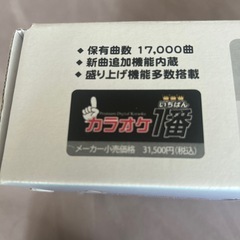 ◆ 保有曲数 17,000曲
◆ 新曲追加機能内蔵
◆ 盛り上げ機能多数搭載
いちばん
カラオケ1番
メーカー小売価格 31,500円(税込)